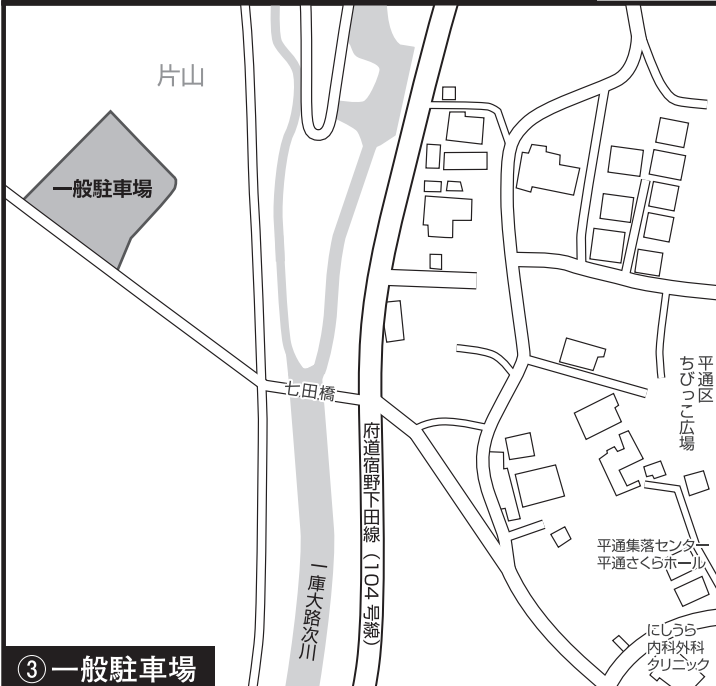 片山
一般駐車場
七田橋
府道宿野下田線（104 号線）
一庫大路次川
平通区
ちびっこ広場
平通集落センター
平通さくらホール
にしうら
内科外科
クリニック
③一般駐車場